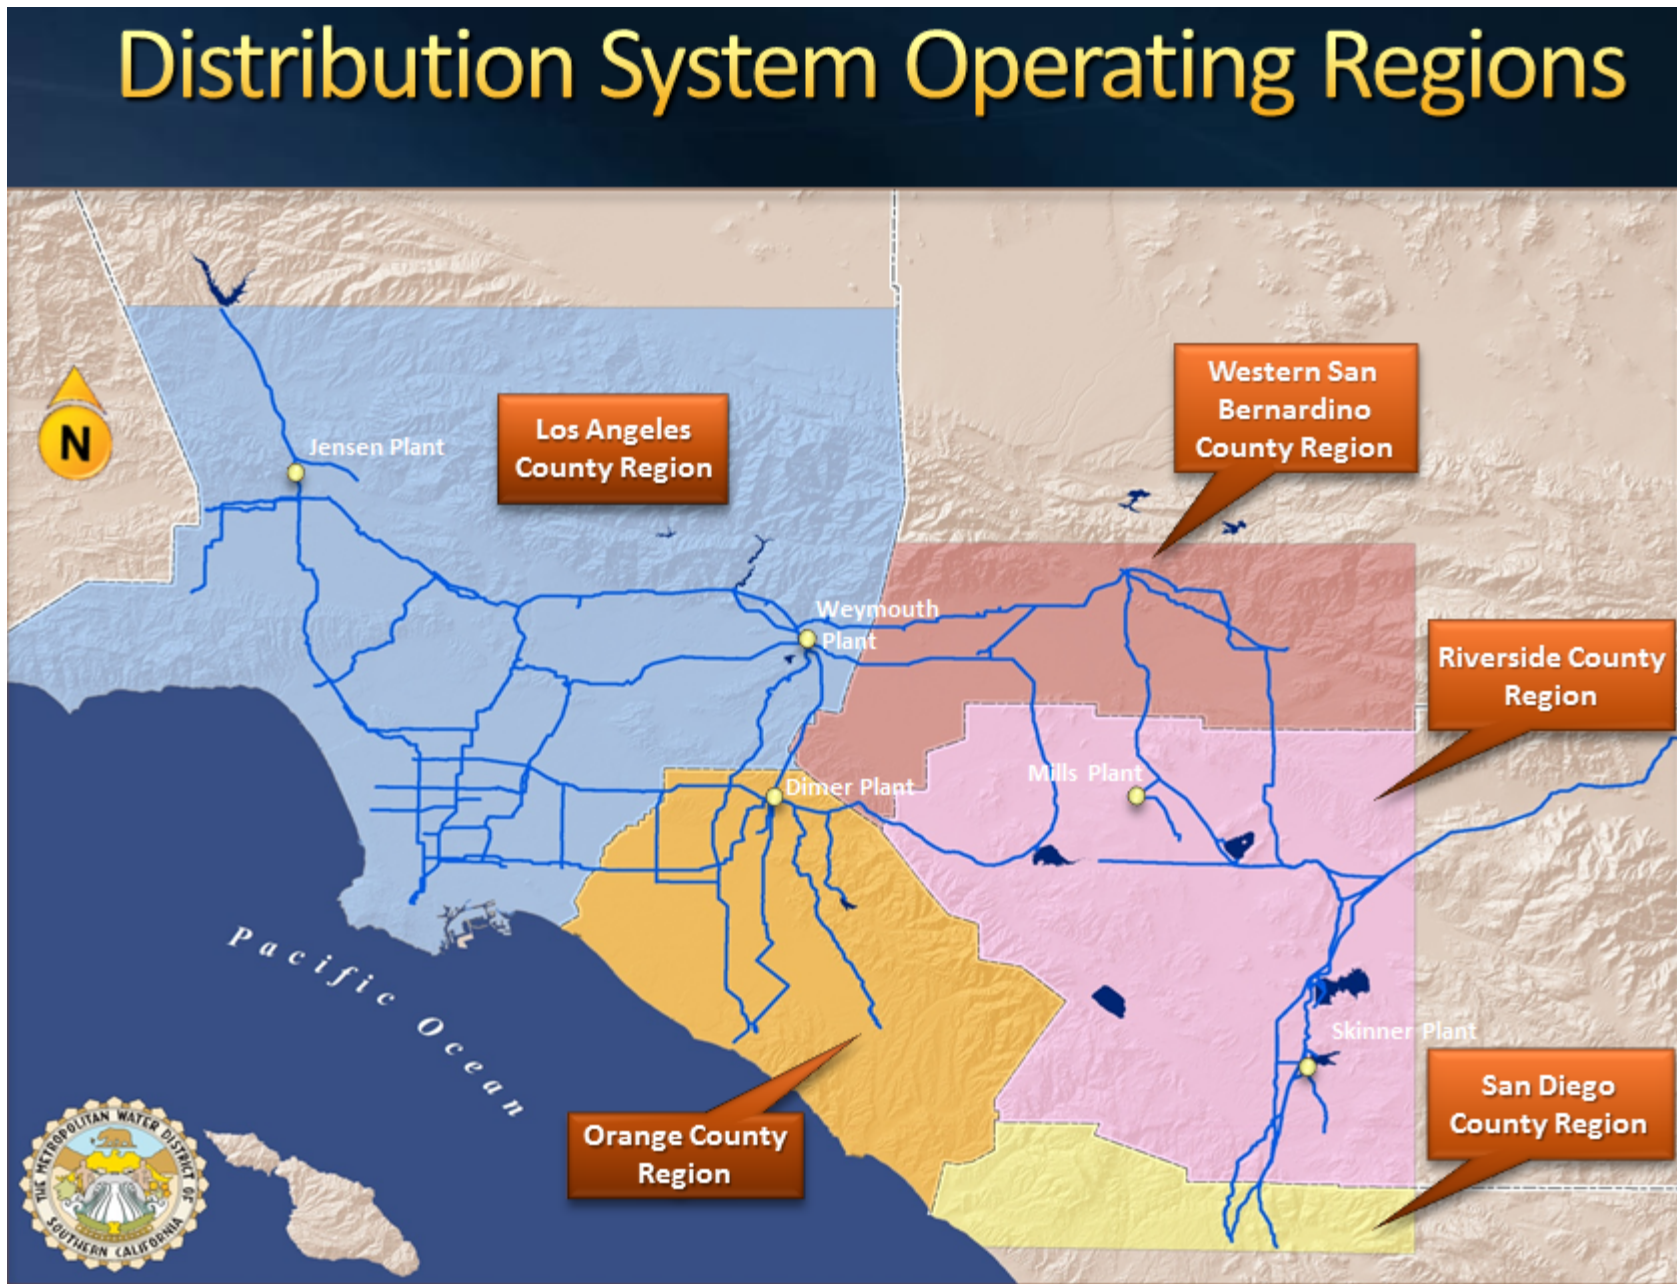 Distribution System Operating Regions
Western San
Bernardino
County Region
Los Angeles
County Region
N
Jensen Plant
Weymouth
Plant
Riverside County
Region
Mills Plant
Dimer Plant
Pacific Ocean
Skinner Plant
San Diego
County Region
Orange County
Region
THE METROPOLITAN WATER DISTRICT OF
SOUTHERN CALIFORNIA